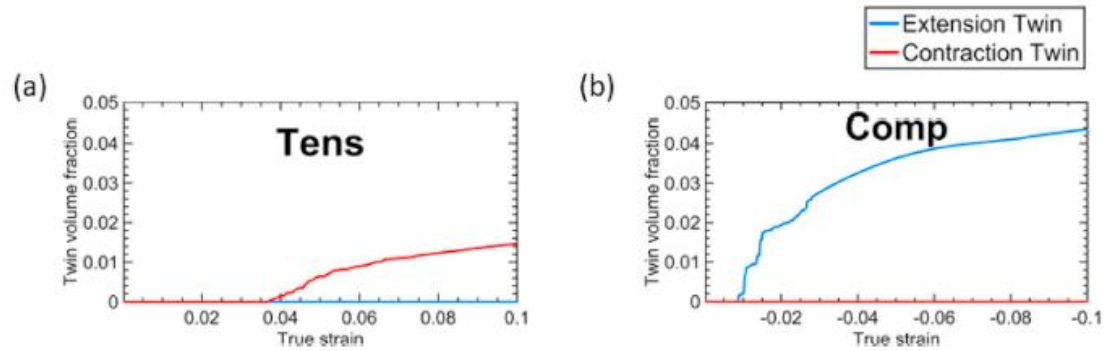 Extension Twin
Contraction Twin
(a)
Tens
Twin volume fraction
0.05
0.04
0.03
0.02
0.01
0
0.02
0.04
0.06
0.08
0.1
True strain
(b)
Comp
Twin volume fraction
0.05
0.04
0.03
0.02
0.01
0
-0.02
-0.04
-0.06
-0.08
-0.1
True strain